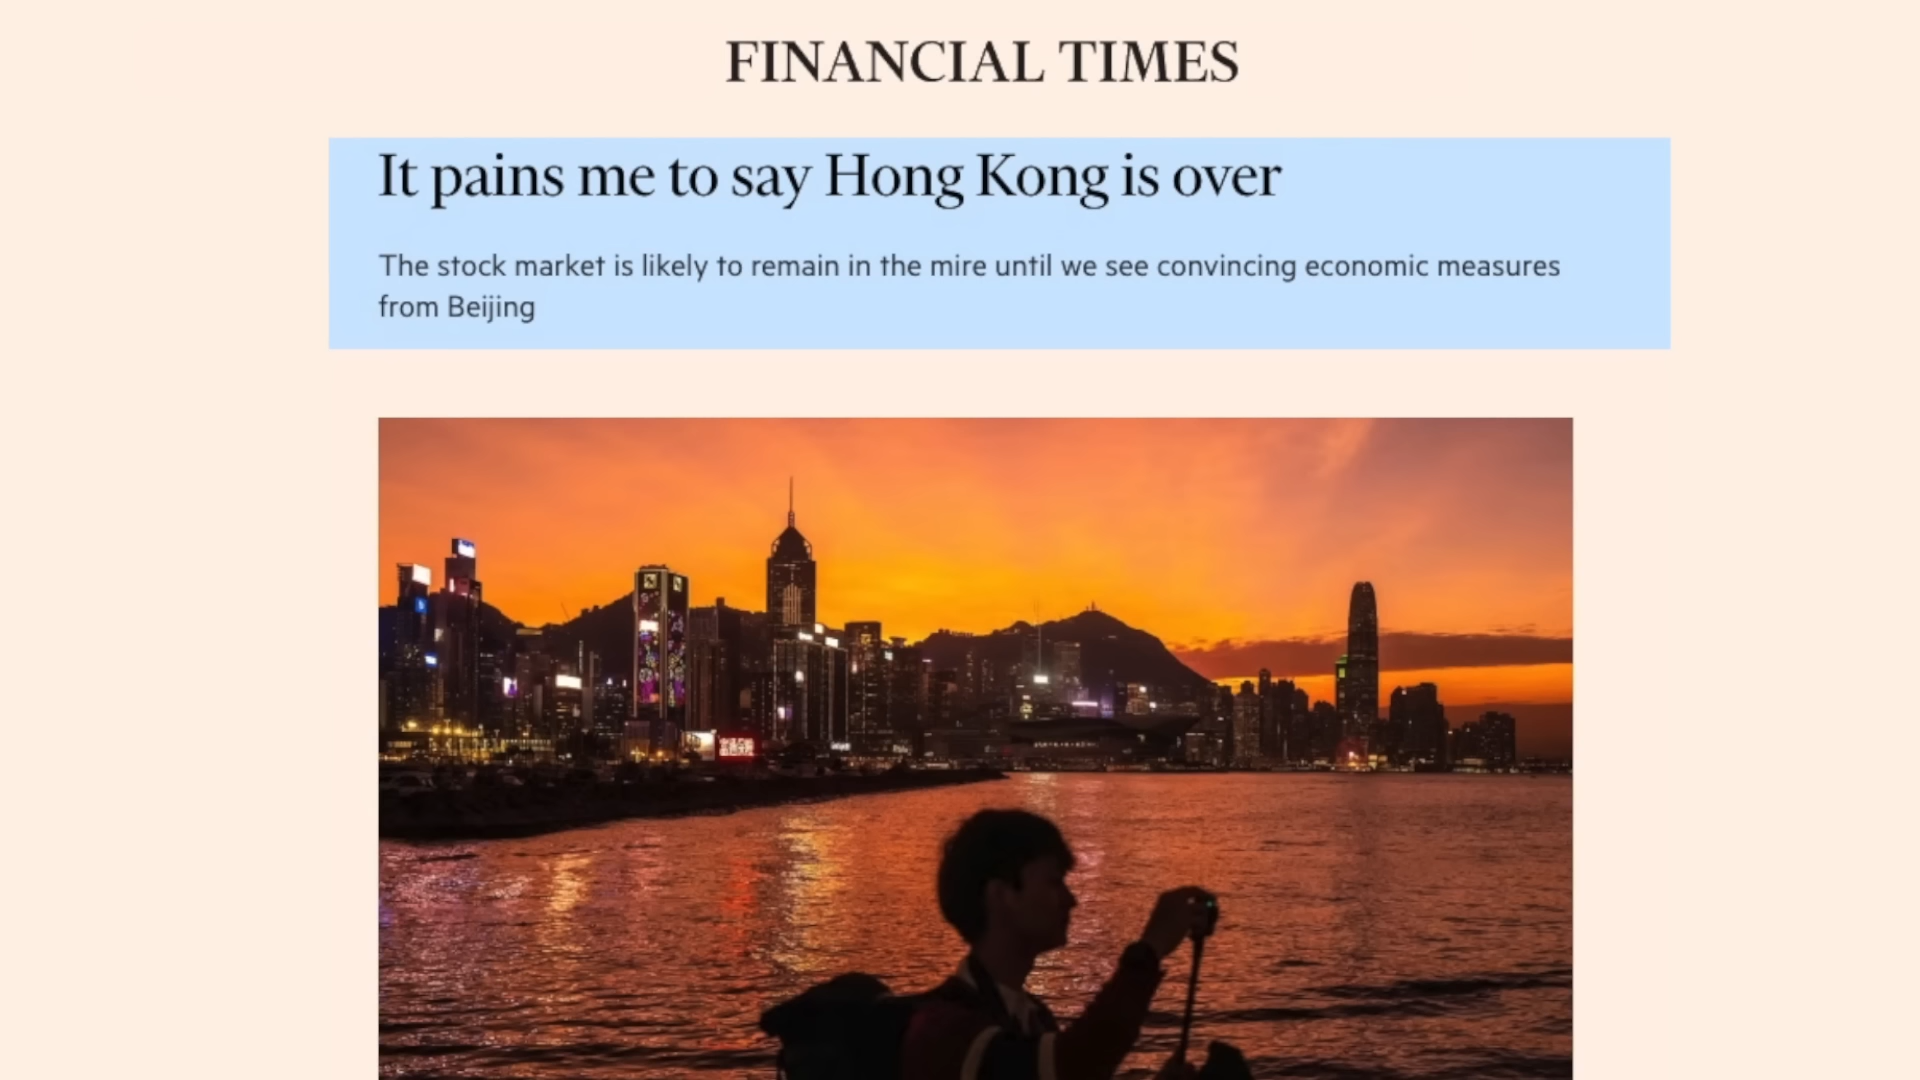 FINANCIAL TIMES
It pains me to say Hong Kong is over
The stock market is likely to remain in the mire until we see convincing economic measures
from Beijing